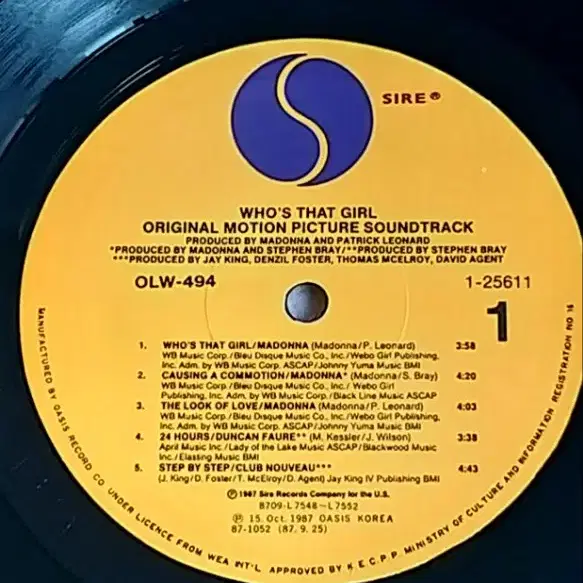 SIRE®
WHO'S THAT GIRL
ORIGINAL MOTION PICTURE SOUNDTRACK
PRODUCED BY MADONNA AND PATRICK LEONARD
*PRODUCED BY MADONNA AND STEPHEN BRAY/**PRODUCED BY STEPHEN BRAY
***PRODUCED BY JAY KING, DENZIL FOSTER, THOMAS MCELROY, DAVID AGENT
OLW-494 1-25611
1
1. WHO'S THAT GIRL/MADONNA (Madonna/P. Leonard) 3:58
WB Music Corp./Bleu Disque Music Co., Inc./Webo Girl Publishing,
Inc. Adm. by WB Music Corp. ASCAP/Johnny Yuma Music BMI
2. CAUSING A COMMOTION/MADONNA* (Madonna/S. Bray) 4:20
WB Music Corp./Bleu Disque Music Co., Inc./ Webo Girl
Publishing, Inc. Adm. by WB Music Corp./Black Line Music ASCAP
3. THE LOOK OF LOVE/MADONNA (Madonna/P. Leonard) 4:03
WB Music Corp./Bleu Disque Music Co., Inc./Webo Girl Publishing,
Inc. Adm. by WB Music Corp. ASCAP/Johnny Yuma Music BMI
4. 24 HOURS/DUNCAN FAURE** (M. Kessler/J. Wilson) 3:38
April Music Inc./Lady of the Lake Music ASCAP/Blackwood Music
Inc./Elassing Music BMI
5. STEP BY STEP/CLUB NOUVEAU*** 4:43
(J. King/D. Foster/T. McElroy/D. Agent) Jay King IV Publishing BMI
℗©1987 Sire Records Company for the U.S.
8709-L7548~L7552
℗ 15. Oct. 1987 OASIS KOREA
87-1052 (87. 9. 25)
MANUFACTURED BY OASIS RECORD CO UNDER LICENCE FROM WEA INT'L APPROVED BY K.E.C.P.P. MINISTRY OF CULTURE AND INFORMATION REGISTRATION NO 16